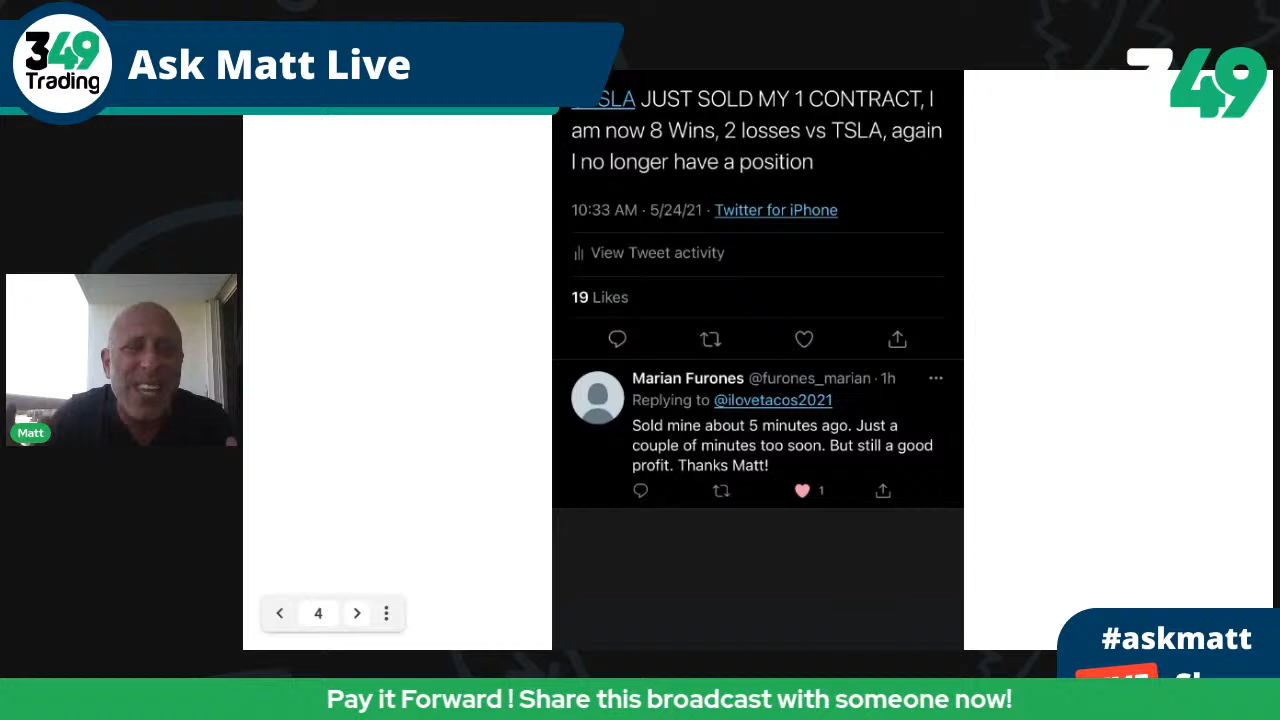 349
Trading
Ask Matt Live
49
SLA JUST SOLD MY 1 CONTRACT, I
am now 8 Wins, 2 losses vs TSLA, again
I no longer have a position
10:33 AM · 5/24/21 · Twitter for iPhone
View Tweet activity
19 Likes
Marian Furones @furones_marian · 1h
Replying to @ilovetacos2021
Sold mine about 5 minutes ago. Just a
couple of minutes too soon. But still a good
profit. Thanks Matt!
1
Matt
4
#askmatt
Pay it Forward ! Share this broadcast with someone now!